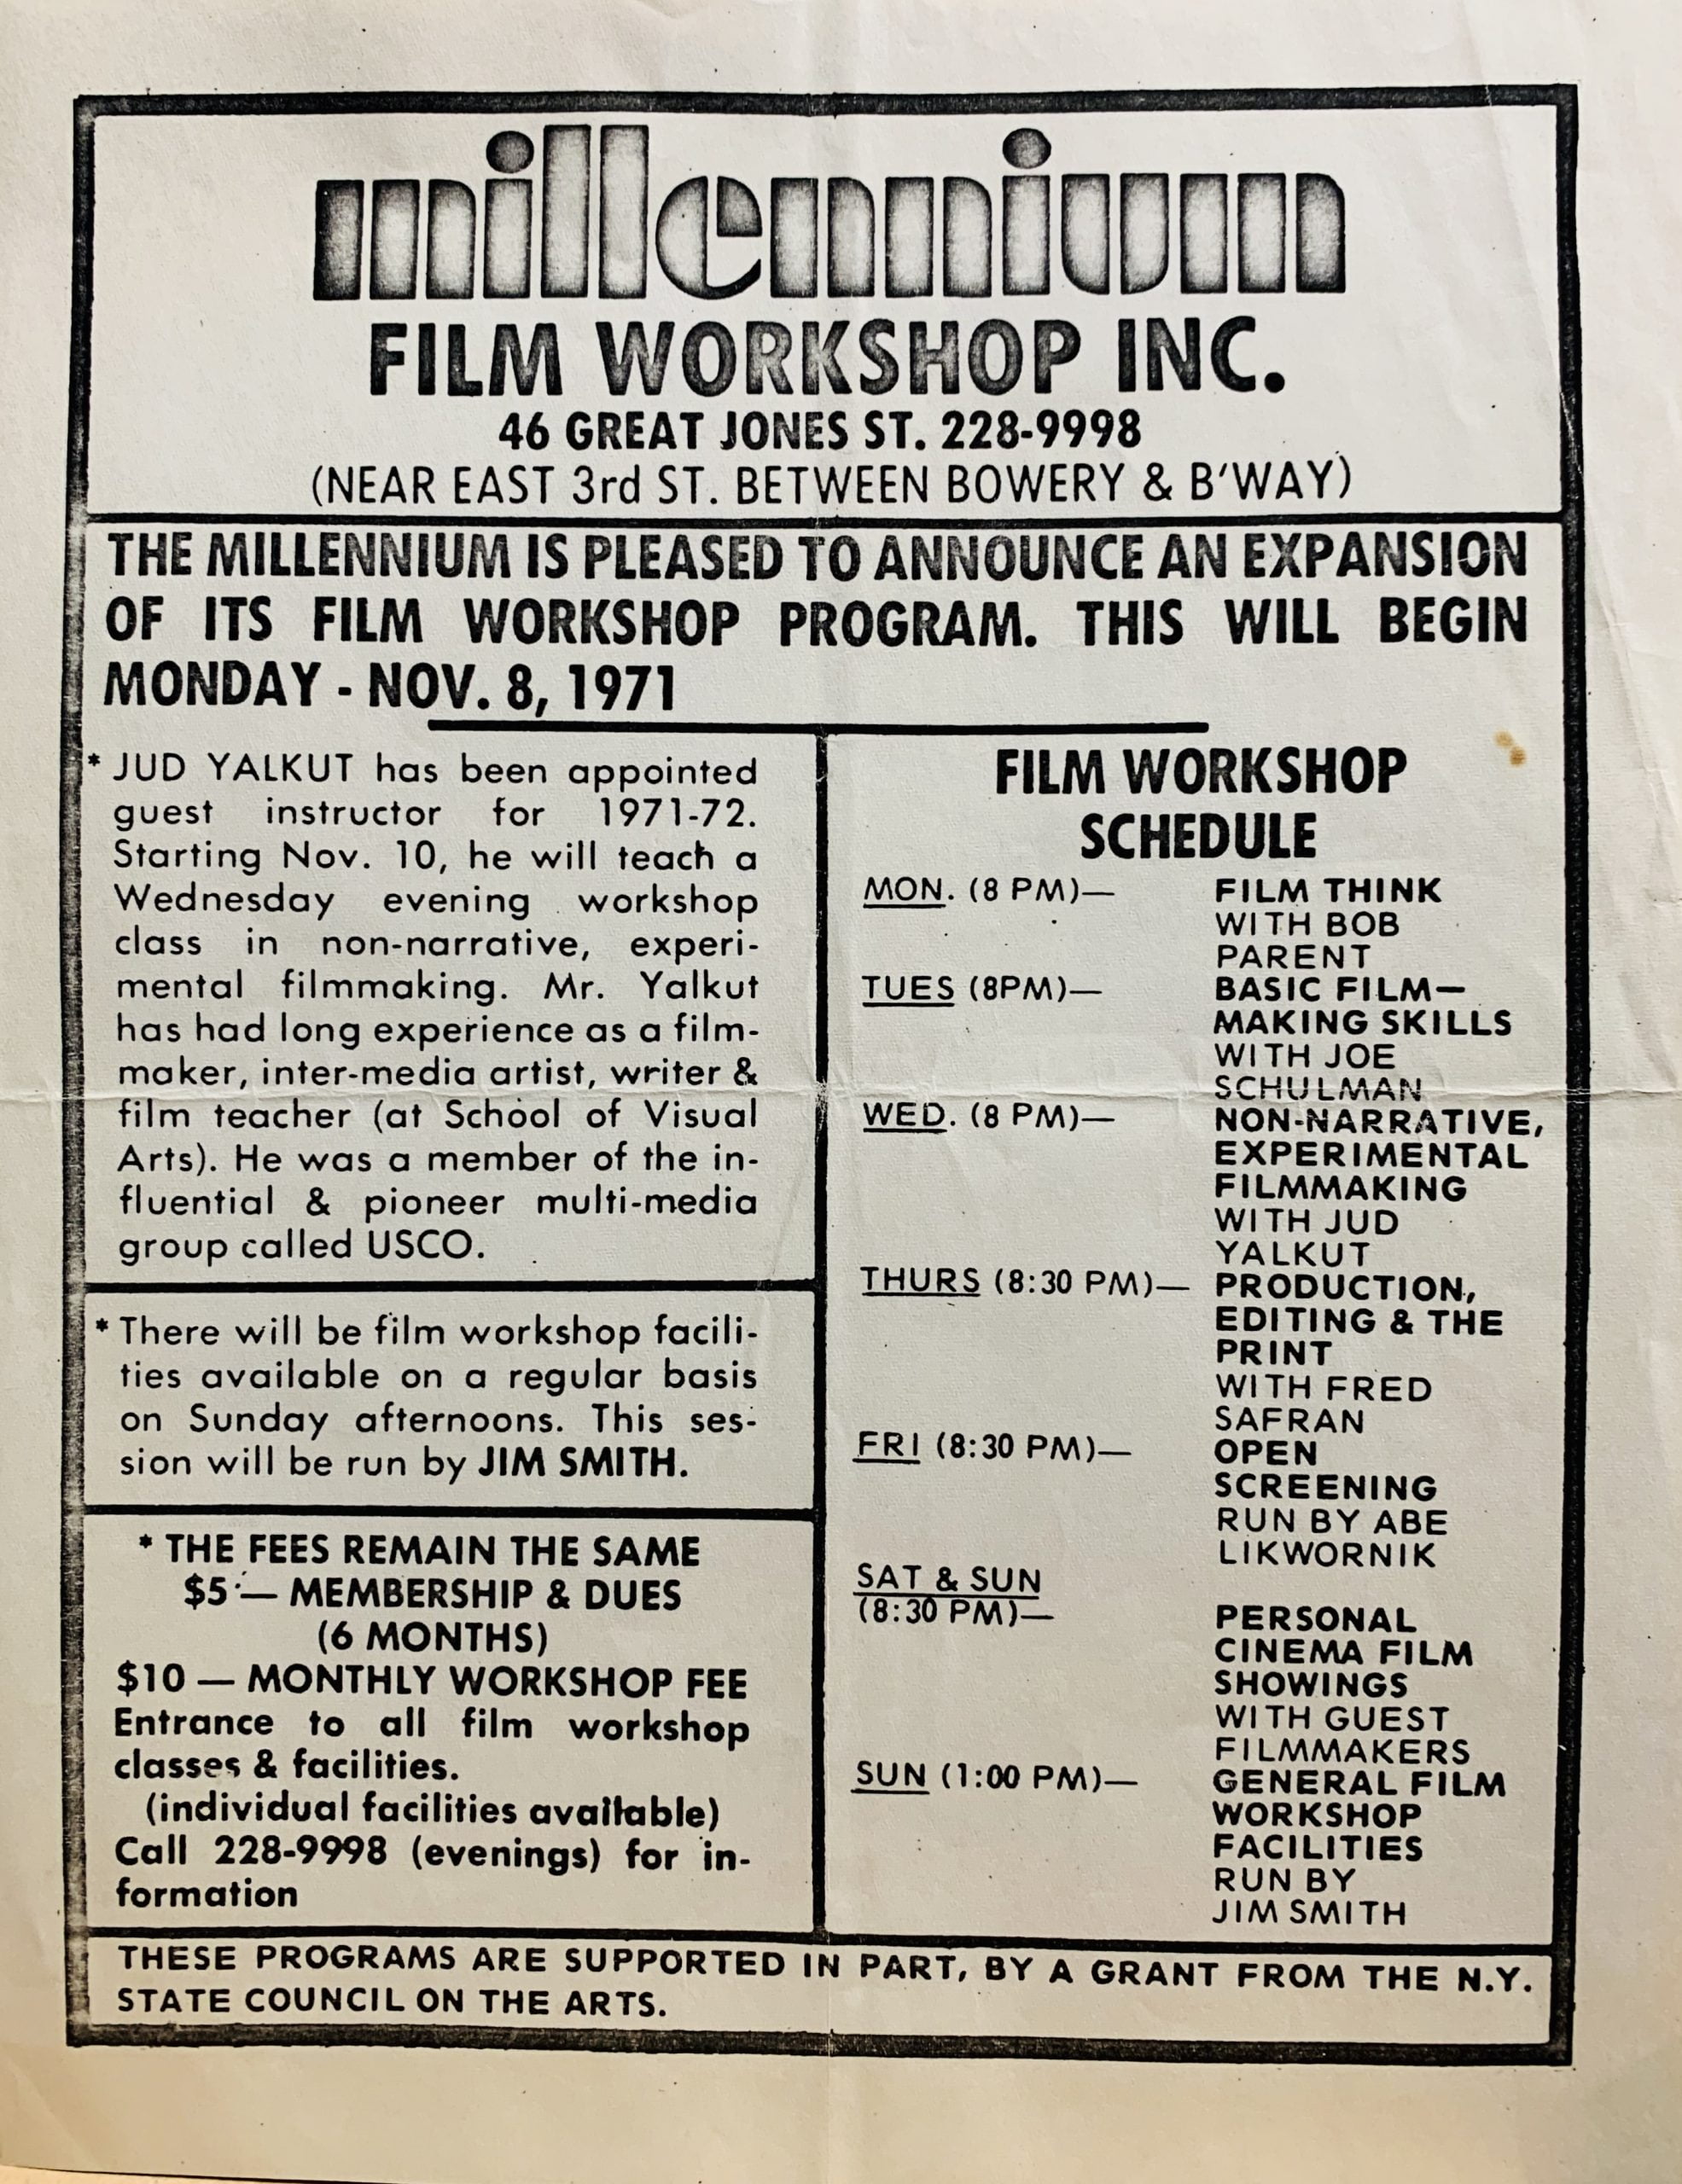 millennium
FILM WORKSHOP INC.
46 GREAT JONES ST. 228-9998
(NEAR EAST 3rd ST. BETWEEN BOWERY & B'WAY)
THE MILLENNIUM IS PLEASED TO ANNOUNCE AN EXPANSION
OF ITS FILM WORKSHOP PROGRAM. THIS WILL BEGIN
MONDAY - NOV. 8, 1971
* JUD YALKUT has been appointed
guest instructor for 1971-72.
Starting Nov. 10, he will teach a
Wednesday evening workshop
class in non-narrative, experi-
mental filmmaking. Mr. Yalkut
has had long experience as a film-
maker, inter-media artist, writer &
film teacher (at School of Visual
Arts). He was a member of the in-
fluential & pioneer multi-media
group called USCO.
* There will be film workshop facili-
ties available on a regular basis
on Sunday afternoons. This ses-
sion will be run by JIM SMITH.
* THE FEES REMAIN THE SAME
$5 — MEMBERSHIP & DUES
(6 MONTHS)
$10 — MONTHLY WORKSHOP FEE
Entrance to all film workshop
classes & facilities.
(individual facilities available)
Call 228-9998 (evenings) for in-
formation
FILM WORKSHOP
SCHEDULE
MON. (8 PM)— FILM THINK
WITH BOB
PARENT
TUES (8PM)— BASIC FILM—
MAKING SKILLS
WITH JOE
SCHULMAN
WED. (8 PM)— NON-NARRATIVE,
EXPERIMENTAL
FILMMAKING
WITH JUD
YALKUT
THURS (8:30 PM)— PRODUCTION,
EDITING & THE
PRINT
WITH FRED
SAFRAN
FRI (8:30 PM)— OPEN
SCREENING
RUN BY ABE
LIKWORNIK
SAT & SUN
(8:30 PM)— PERSONAL
CINEMA FILM
SHOWINGS
WITH GUEST
FILMMAKERS
SUN (1:00 PM)— GENERAL FILM
WORKSHOP
FACILITIES
RUN BY
JIM SMITH
THESE PROGRAMS ARE SUPPORTED IN PART, BY A GRANT FROM THE N.Y.
STATE COUNCIL ON THE ARTS.